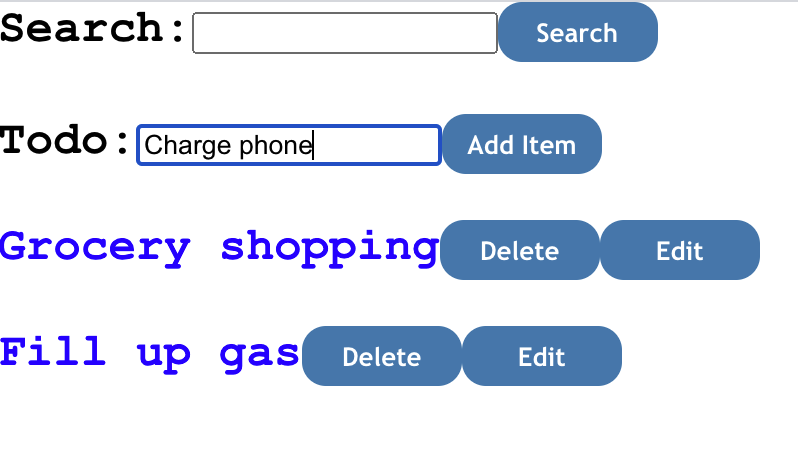 Search: Search
Todo: Charge phone Add Item
Grocery shopping Delete Edit
Fill up gas Delete Edit